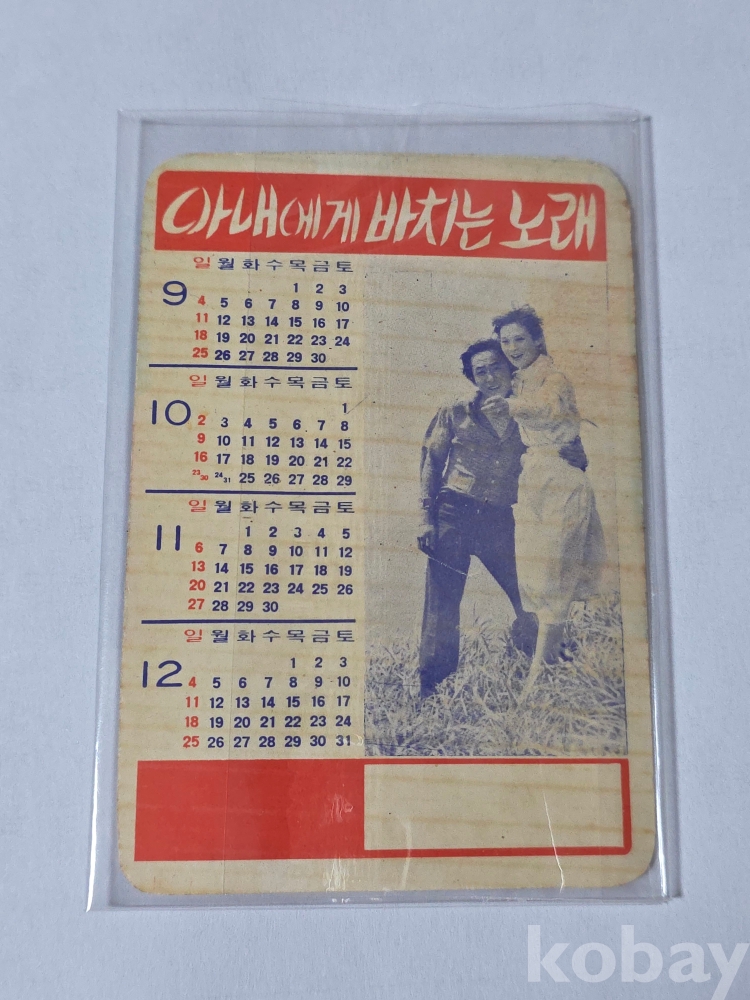 아내에게 바치는 노래
일 월 화 수 목 금 토
9
1 2 3
4 5 6 7 8 9 10
11 12 13 14 15 16 17
18 19 20 21 22 23 24
25 26 27 28 29 30
일 월 화 수 목 금 토
10
1
2 3 4 5 6 7 8
9 10 11 12 13 14 15
16 17 18 19 20 21 22
23 30 24 31 25 26 27 28 29
일 월 화 수 목 금 토
11
1 2 3 4 5
6 7 8 9 10 11 12
13 14 15 16 17 18 19
20 21 22 23 24 25 26
27 28 29 30
일 월 화 수 목 금 토
12
1 2 3
4 5 6 7 8 9 10
11 12 13 14 15 16 17
18 19 20 21 22 23 24
25 26 27 28 29 30 31
kobay